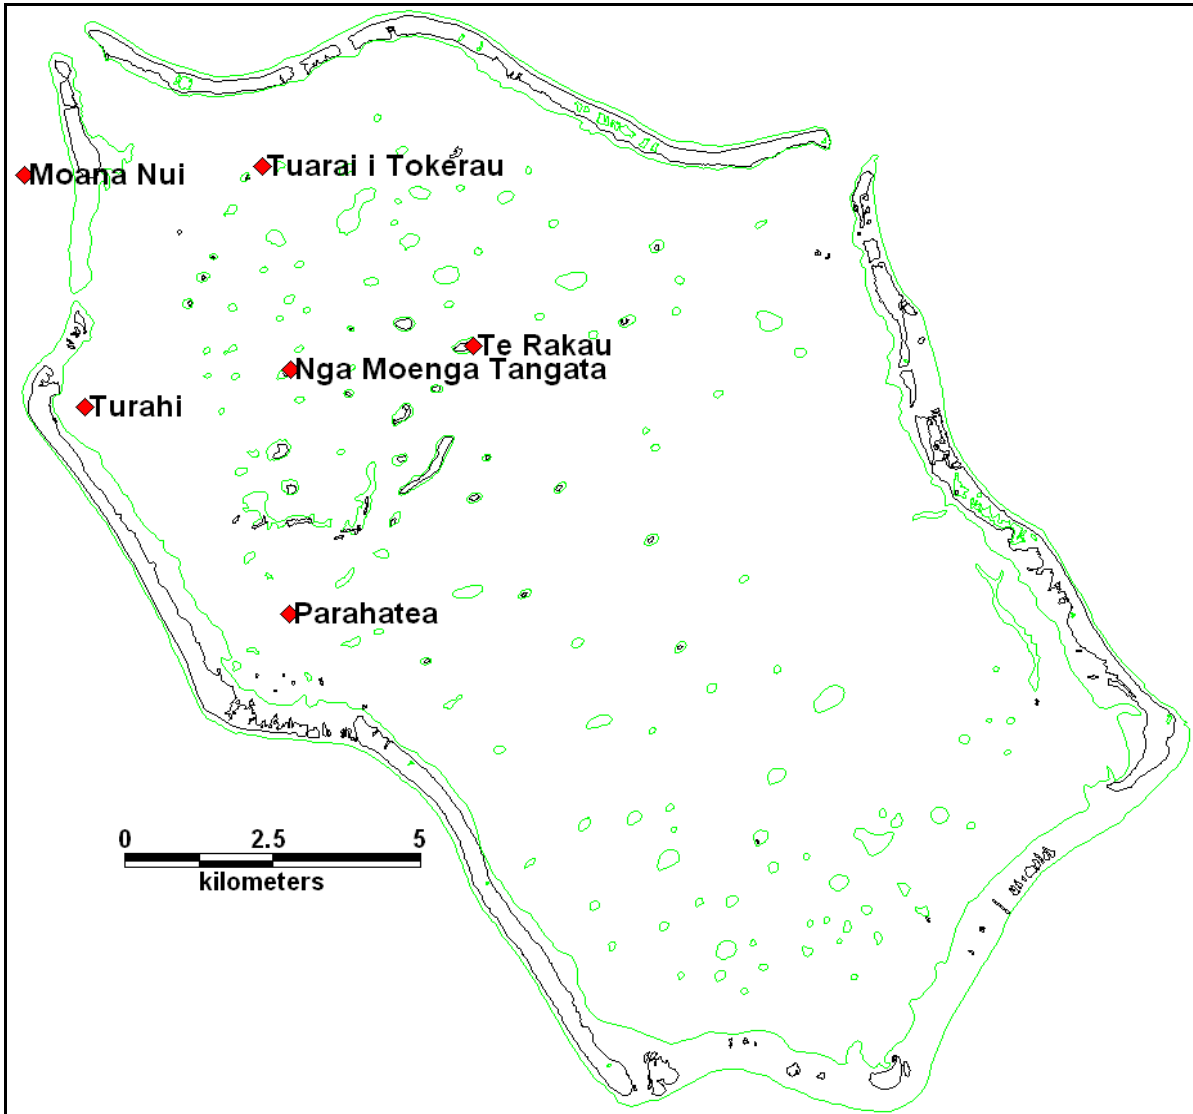 Tuarai i Tokerau
Moana Nui
Te Rakau
Nga Moenga Tangata
Turahi
Parahatea
0 2.5 5
kilometers